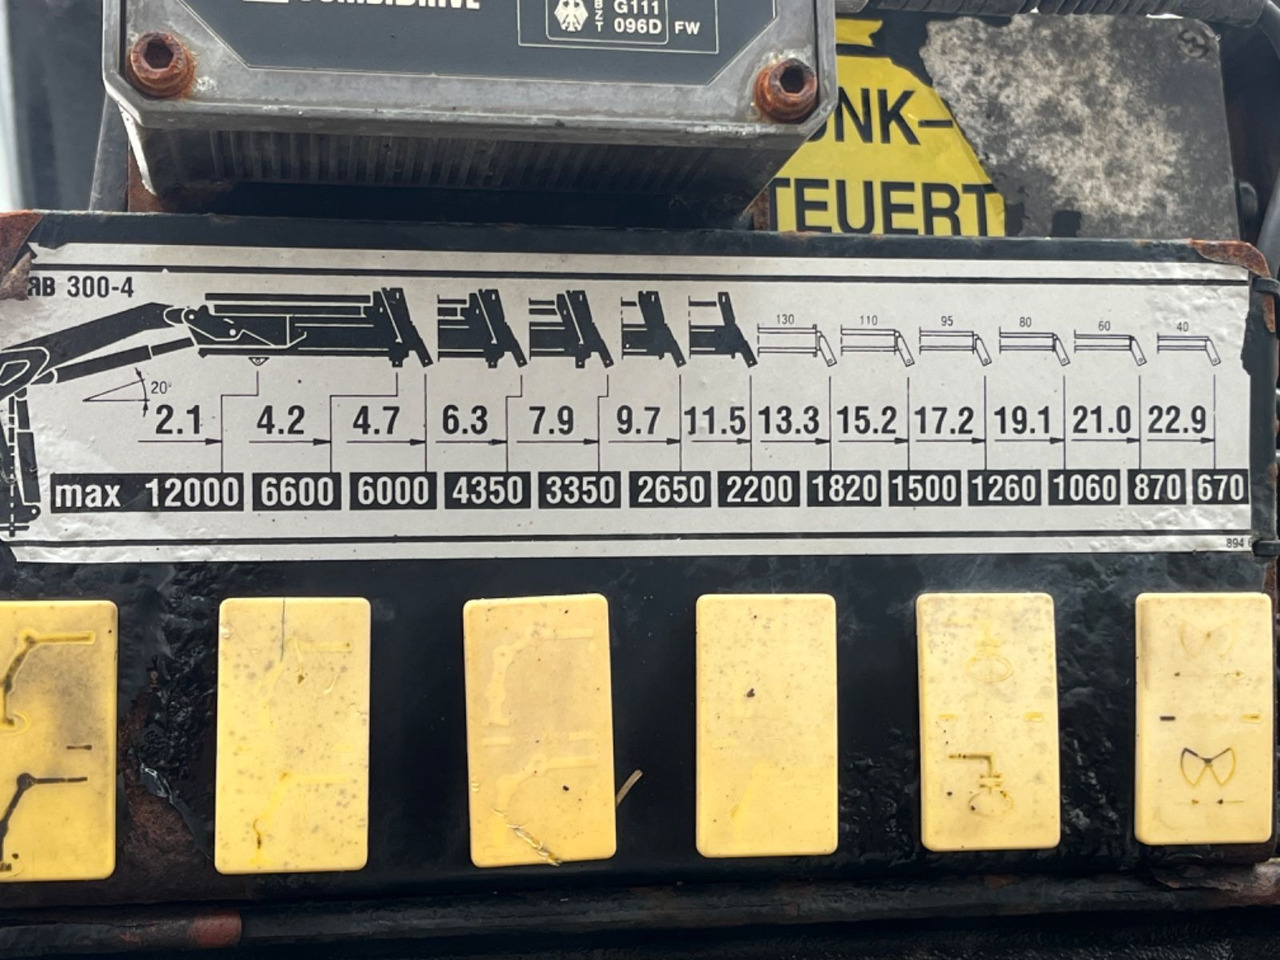 G111
BZT 096D FW
TEUERT
300-4
130 110 95 80 60 40
20°
2.1 4.2 4.7 6.3 7.9 9.7 11.5 13.3 15.2 17.2 19.1 21.0 22.9
max 12000 6600 6000 4350 3350 2650 2200 1820 1500 1260 1060 870 670
894